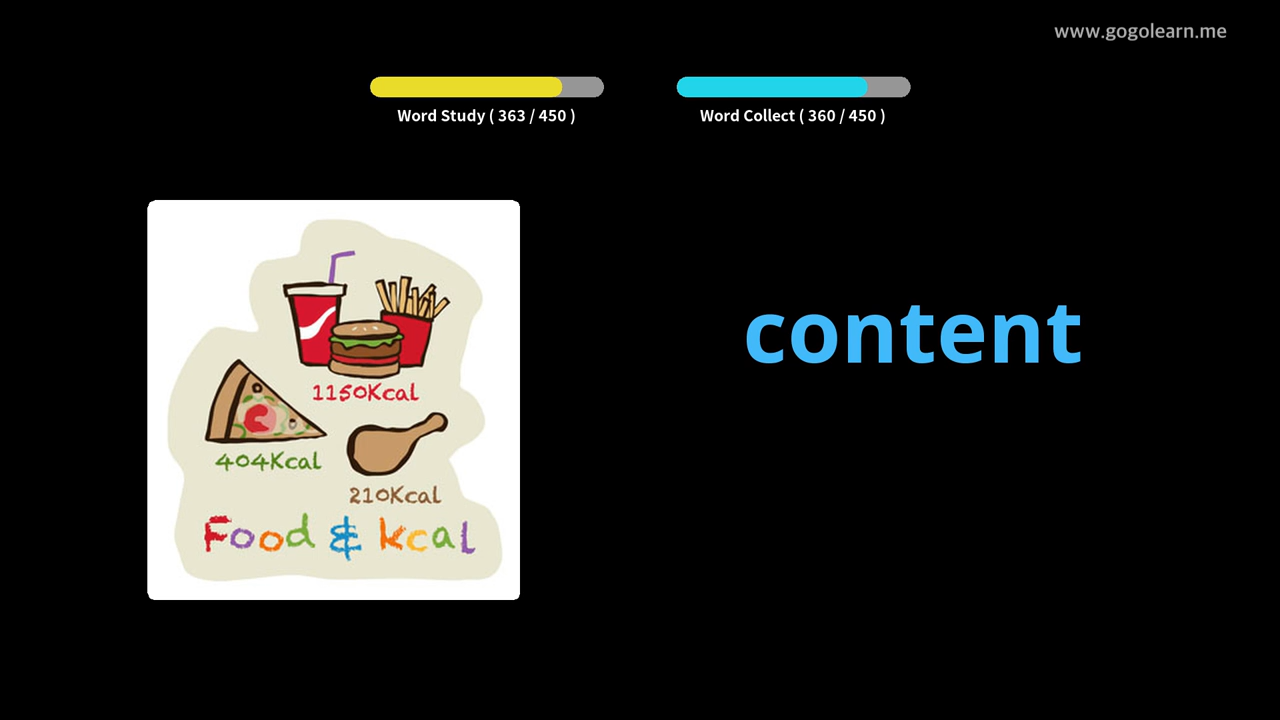 www.gogolearn.me
Word Study ( 363 / 450 )
Word Collect ( 360 / 450 )
1150Kcal
404Kcal
210Kcal
Food & kcal
content